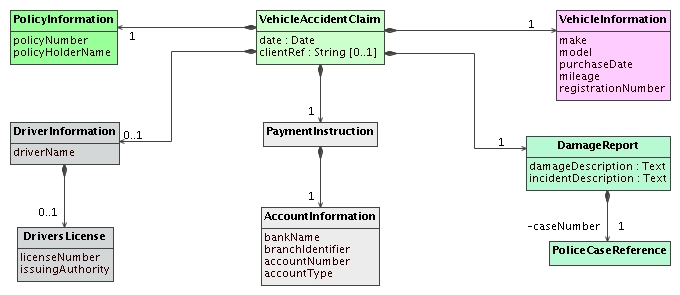 PolicyInformation
policyNumber
policyHolderName
1
VehicleAccidentClaim
date : Date
clientRef : String [0..1]
1
VehicleInformation
make
model
purchaseDate
mileage
registrationNumber
0..1
DriverInformation
driverName
1
PaymentInstruction
1
DamageReport
damageDescription : Text
incidentDescription : Text
0..1
DriversLicense
licenseNumber
issuingAuthority
1
AccountInformation
bankName
branchIdentifier
accountNumber
accountType
-caseNumber 1
PoliceCaseReference